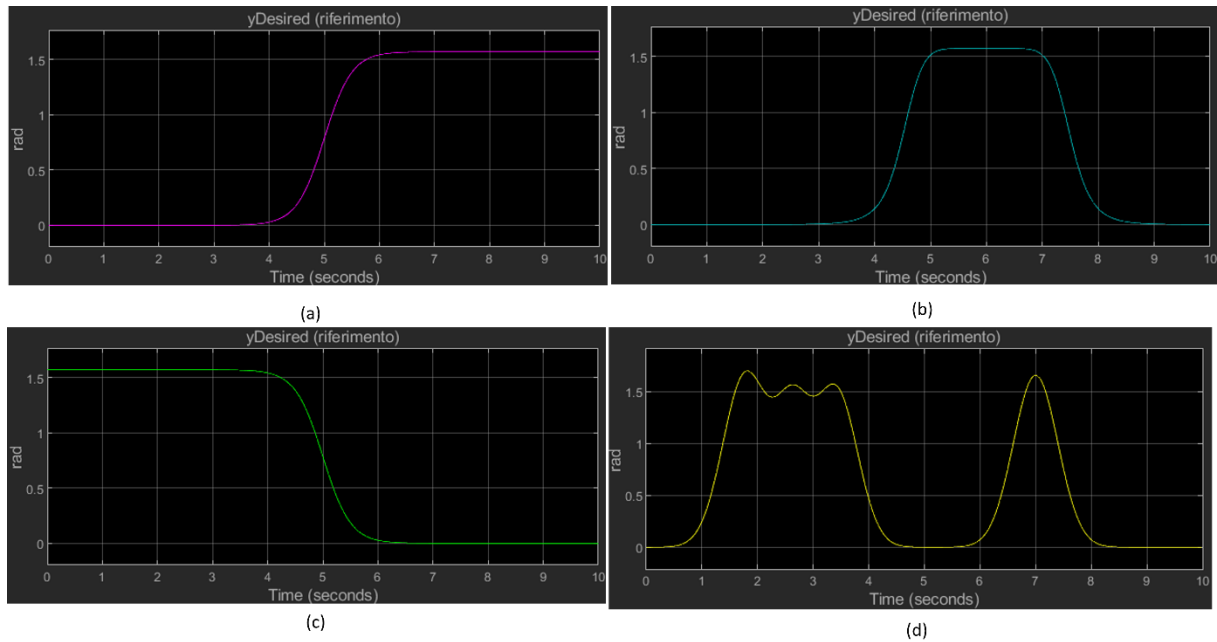 yDesired (riferimento)
rad
1.5
1
0.5
0
0 1 2 3 4 5 6 7 8 9 10
Time (seconds)
(a)
yDesired (riferimento)
rad
1.5
1
0.5
0
0 1 2 3 4 5 6 7 8 9 10
Time (seconds)
(b)
yDesired (riferimento)
rad
1.5
1
0.5
0
0 1 2 3 4 5 6 7 8 9 10
Time (seconds)
(c)
yDesired (riferimento)
rad
1.5
1
0.5
0
0 1 2 3 4 5 6 7 8 9 10
Time (seconds)
(d)